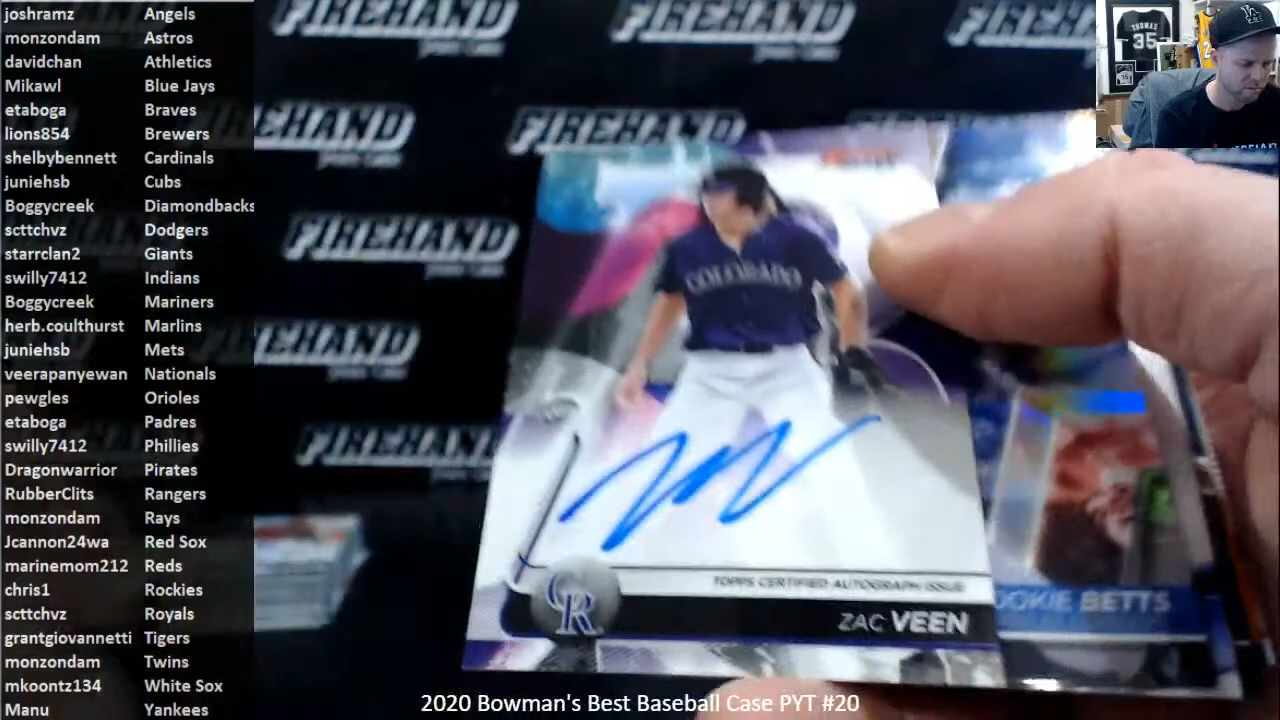 joshramz Angels
monzondam Astros
davidchan Athletics
Mikawl Blue Jays
etaboga Braves
lions854 Brewers
shelbybennett Cardinals
juniehsb Cubs
Boggycreek Diamondbacks
scttchvz Dodgers
starrclan2 Giants
swilly7412 Indians
Boggycreek Mariners
herb.coulthurst Marlins
juniehsb Mets
veerapanyewan Nationals
pewgles Orioles
etaboga Padres
swilly7412 Phillies
Dragonwarrior Pirates
RubberClits Rangers
monzondam Rays
Jcannon24wa Red Sox
marinemom212 Reds
chris1 Rockies
scttchvz Royals
grantgiovannetti Tigers
monzondam Twins
mkoontz134 White Sox
Manu Yankees
FIREHAND
FIREHAND
FIREHAND
FIREHAND
FIREHAND
FIREHAND
FIREHAND
THOMAS
35
COLORADO
CR
TOPPS CERTIFIED AUTOGRAPH ISSUE
ZAC VEEN
OOKIE BETTS
2020 Bowman's Best Baseball Case PYT #20